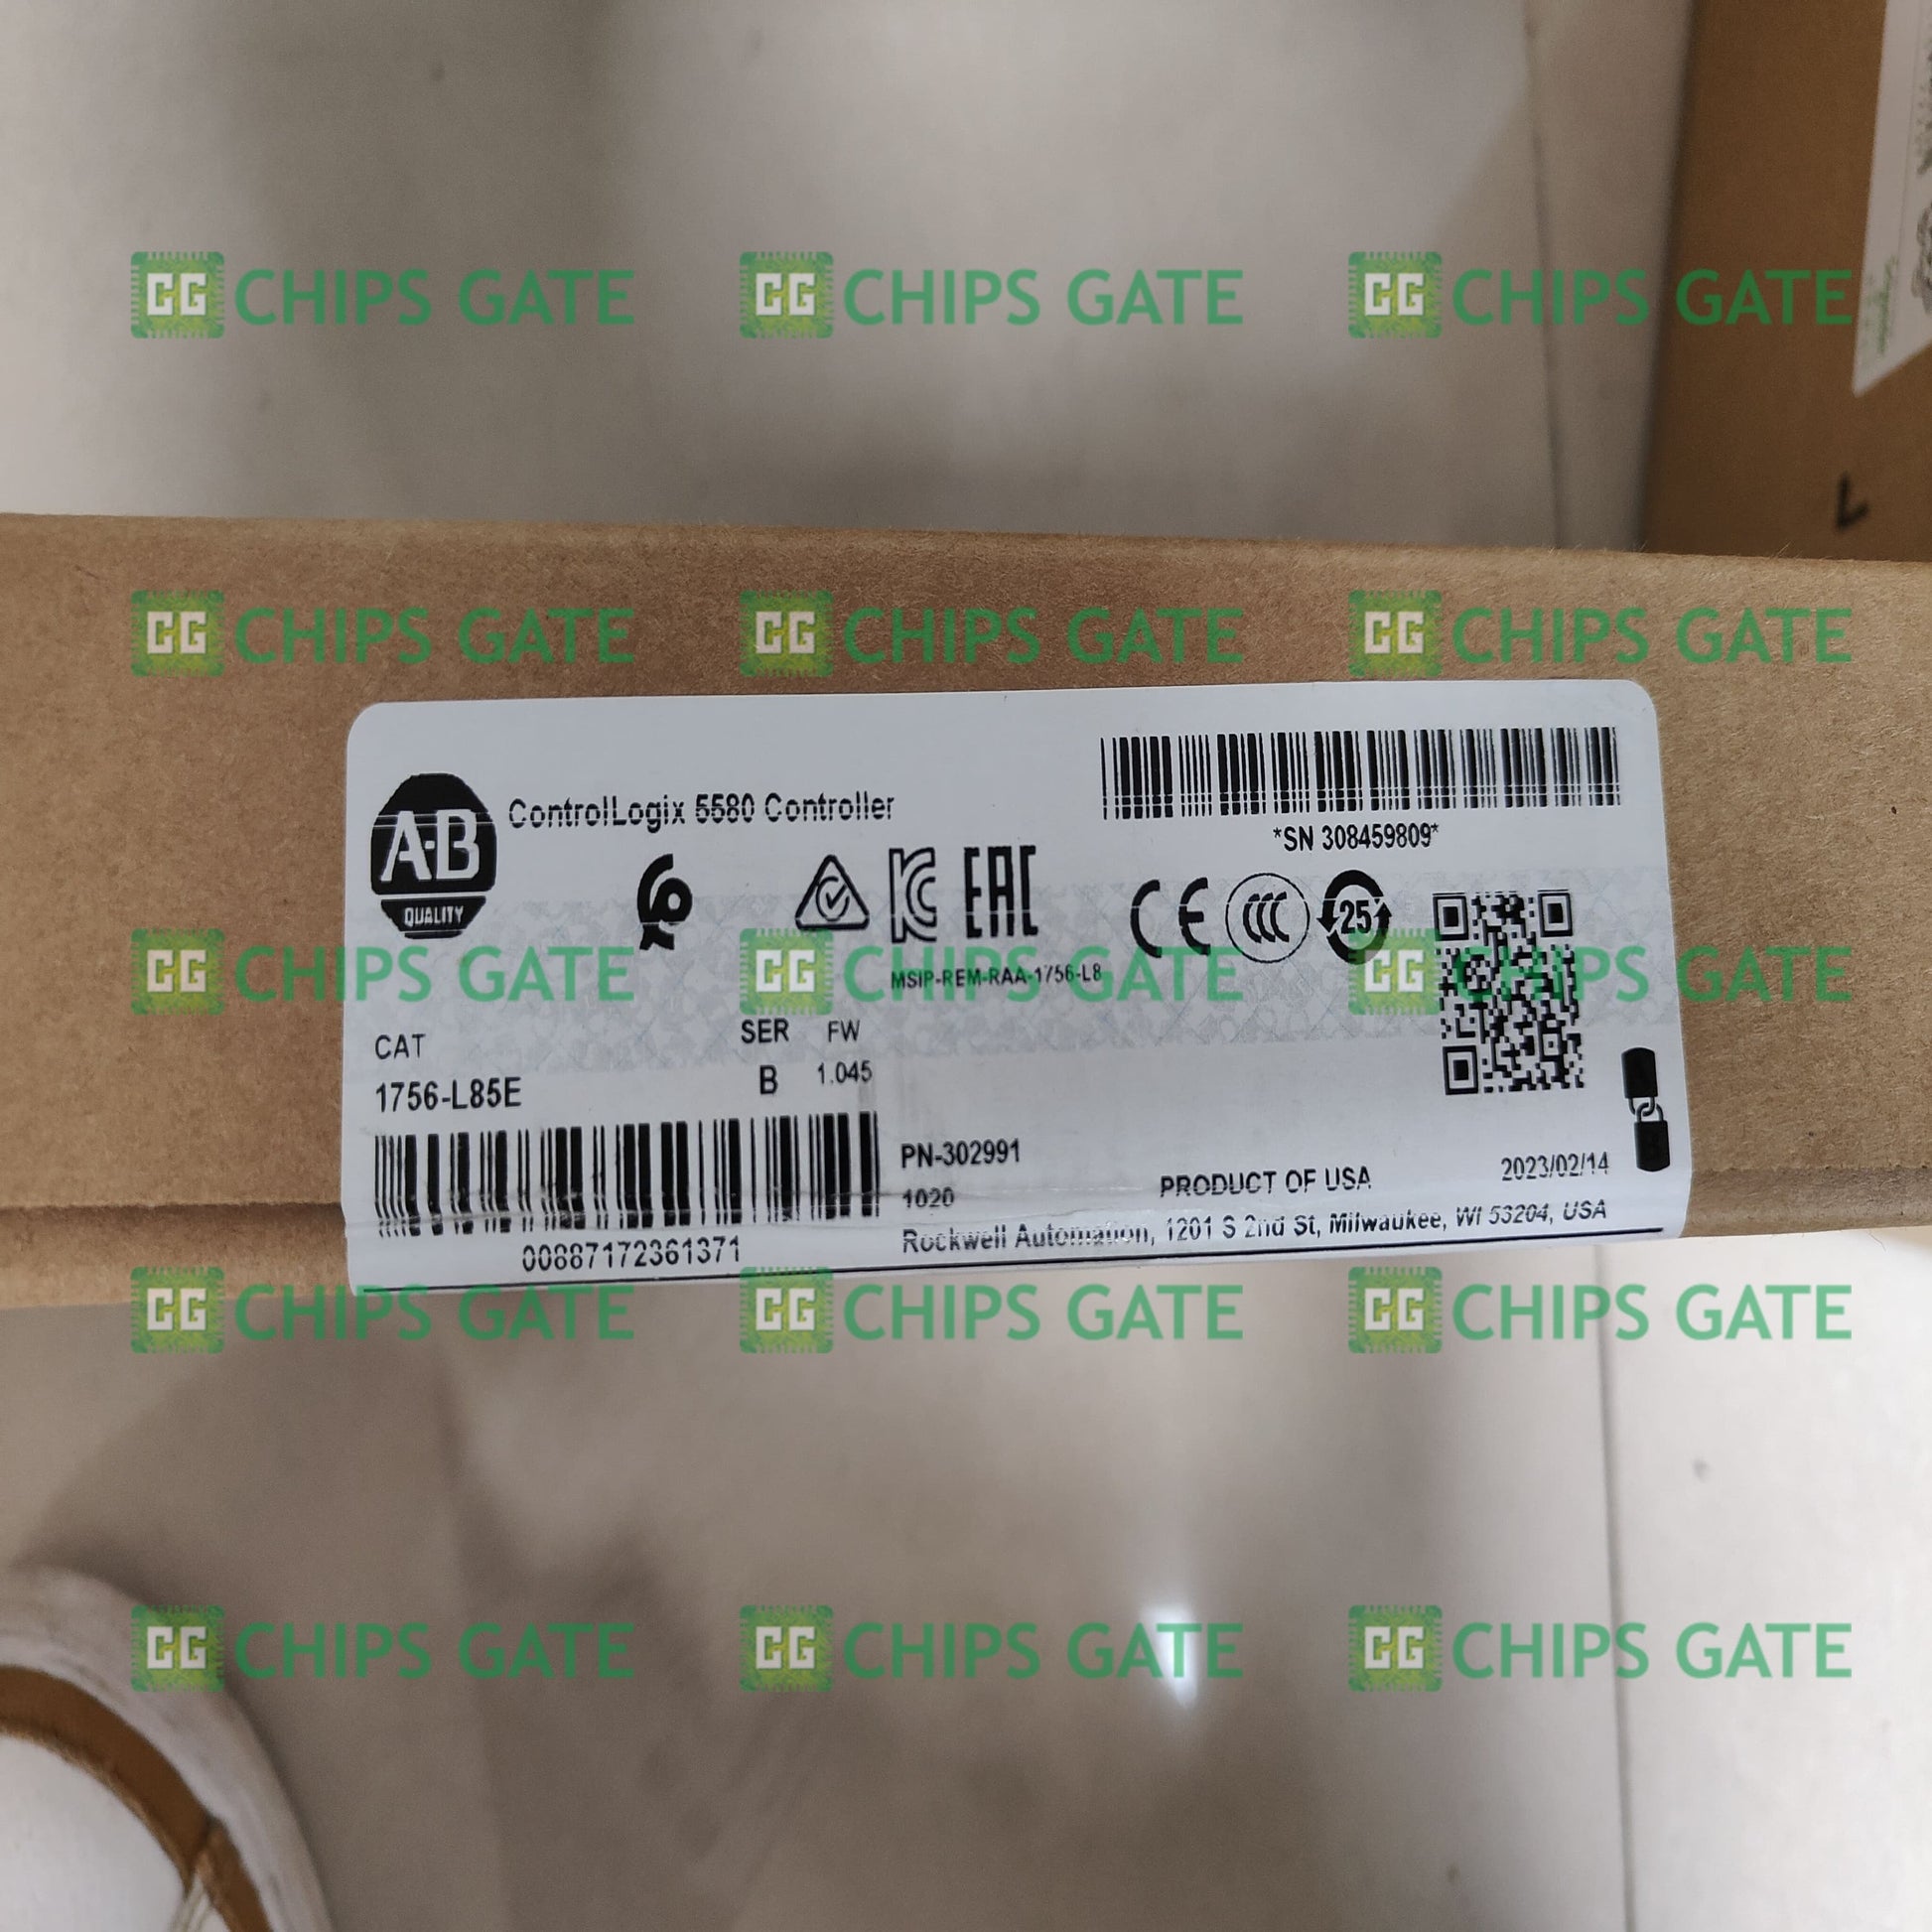 CG CHIPS GATE CG CHIPS GATE CG CHIPS GATE
CG CHIPS GATE CG CHIPS GATE CG CHIPS GATE
A-B
QUALITY
ControlLogix 5580 Controller
*SN 308459809*
KC EAC
CE CCC 25
MSIP-REM-RAA-1756-L8
CG CHIPS GATE CG CHIPS GATE CG CHIPS GATE
CAT SER FW
1756-L85E B 1.045
PN-302991
1020
PRODUCT OF USA
2023/02/14
00887172361371
Rockwell Automation, 1201 S 2nd St, Milwaukee, WI 53204, USA
CG CHIPS GATE CG CHIPS GATE CG CHIPS GATE
CG CHIPS GATE CG CHIPS GATE CG CHIPS GATE